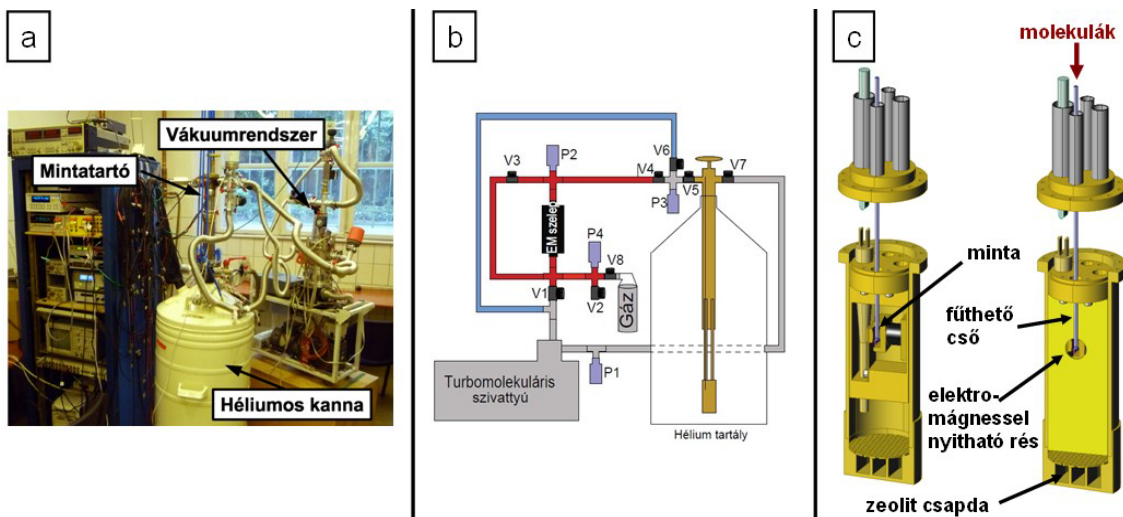 a
Vákuumrendszer
Mintatartó
Héliumos kanna
b
V6
P2
V3
V4
V5
V7
P3
EM szelep
P4
V8
V1
V2
Gáz
P1
Turbomolekuláris
szivattyú
Hélium tartály
c
molekulák
minta
fűthető
cső
elektro-
mágnessel
nyitható rés
zeolit csapda